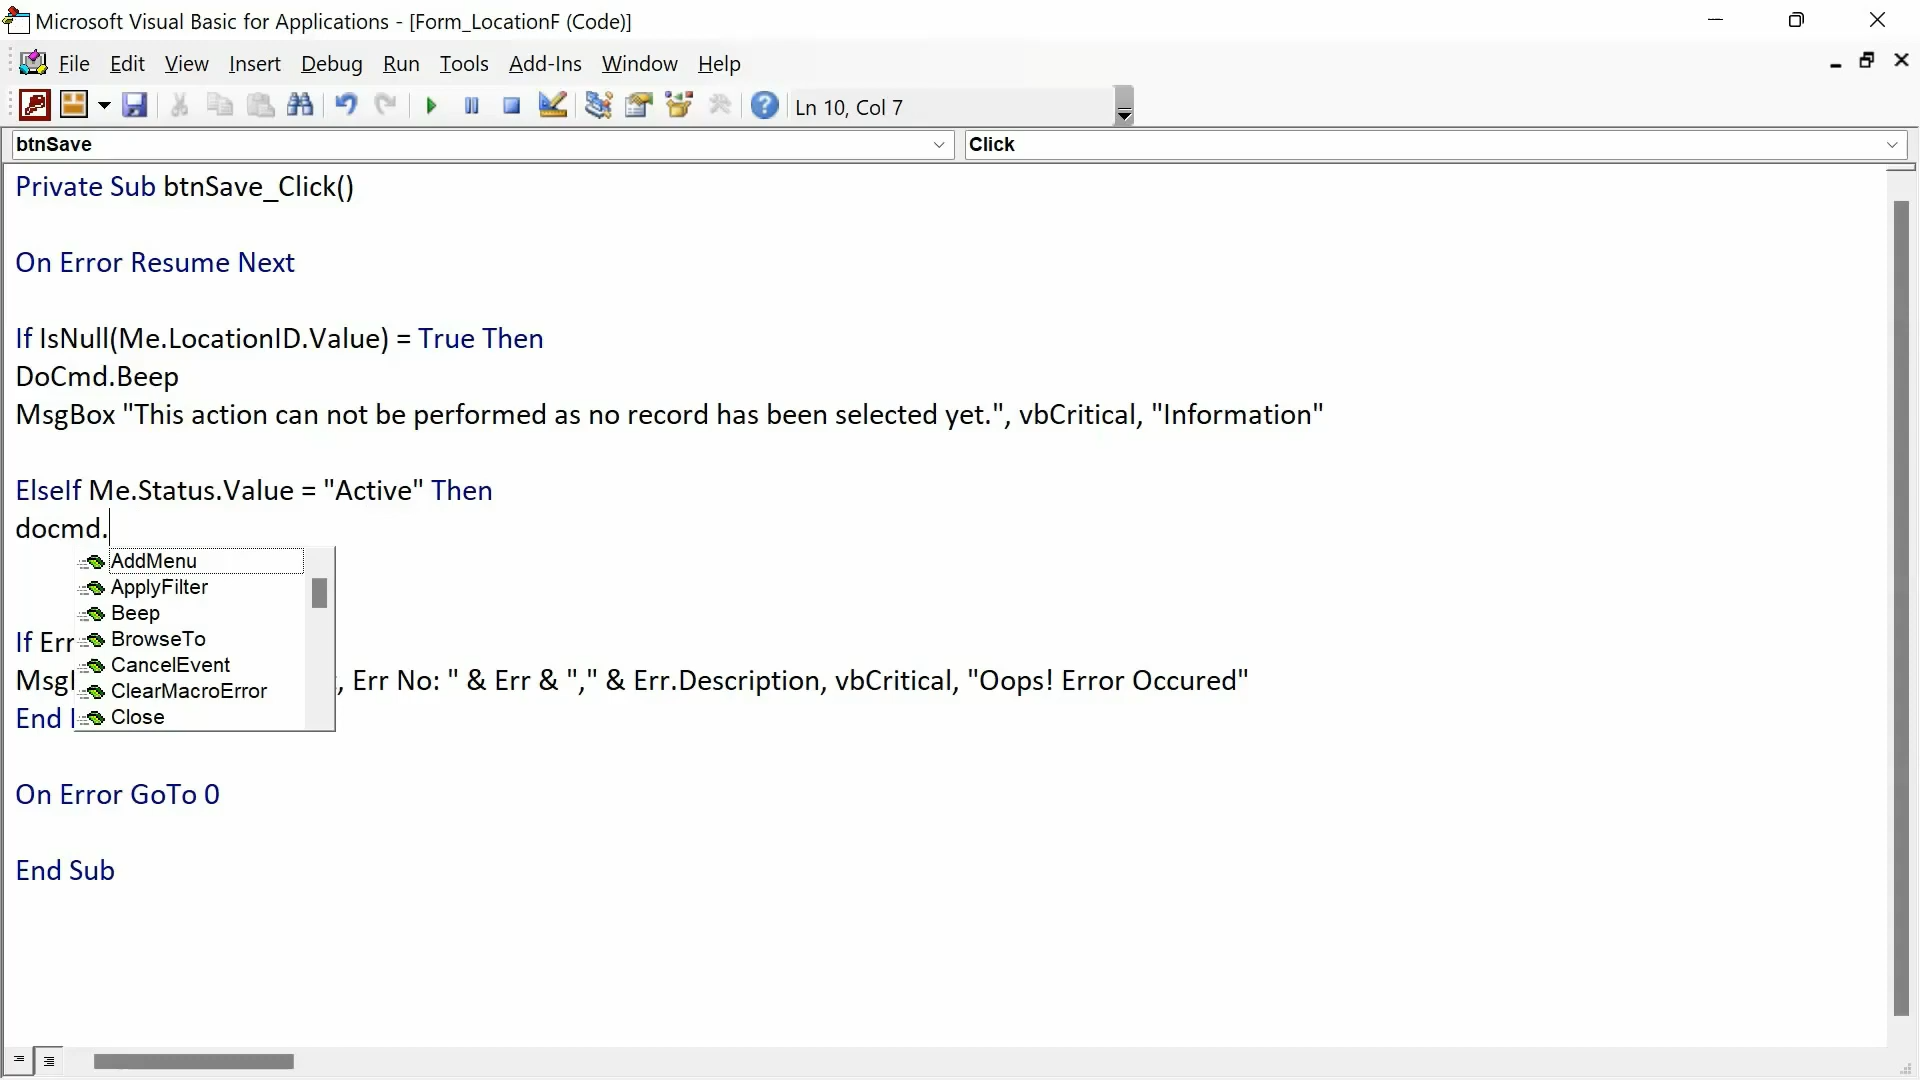 Microsoft Visual Basic for Applications - [Form_LocationF (Code)]
File Edit View Insert Debug Run Tools Add-Ins Window Help
Ln 10, Col 7
btnSave Click
Private Sub btnSave_Click()
On Error Resume Next
If IsNull(Me.LocationID.Value) = True Then
DoCmd.Beep
MsgBox "This action can not be performed as no record has been selected yet.", vbCritical, "Information"
ElseIf Me.Status.Value = "Active" Then
docmd.
AddMenu
ApplyFilter
Beep
BrowseTo
CancelEvent
ClearMacroError
Close
If Err
, Err No: " & Err & "," & Err.Description, vbCritical, "Oops! Error Occured"
End
On Error GoTo 0
End Sub